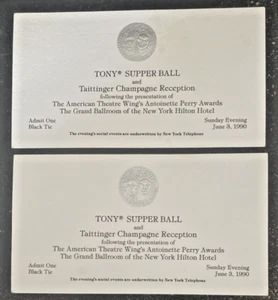 TONY® SUPPER BALL
and
Taittinger Champagne Reception
following the presentation of
The American Theatre Wing's Antoinette Perry Awards
The Grand Ballroom of the New York Hilton Hotel
Admit One Sunday Evening
Black Tie June 3, 1990
The evening's social events are underwritten by New York Telephone
TONY® SUPPER BALL
and
Taittinger Champagne Reception
following the presentation of
The American Theatre Wing's Antoinette Perry Awards
The Grand Ballroom of the New York Hilton Hotel
Admit One Sunday Evening
Black Tie June 3, 1990
The evening's social events are underwritten by New York Telephone